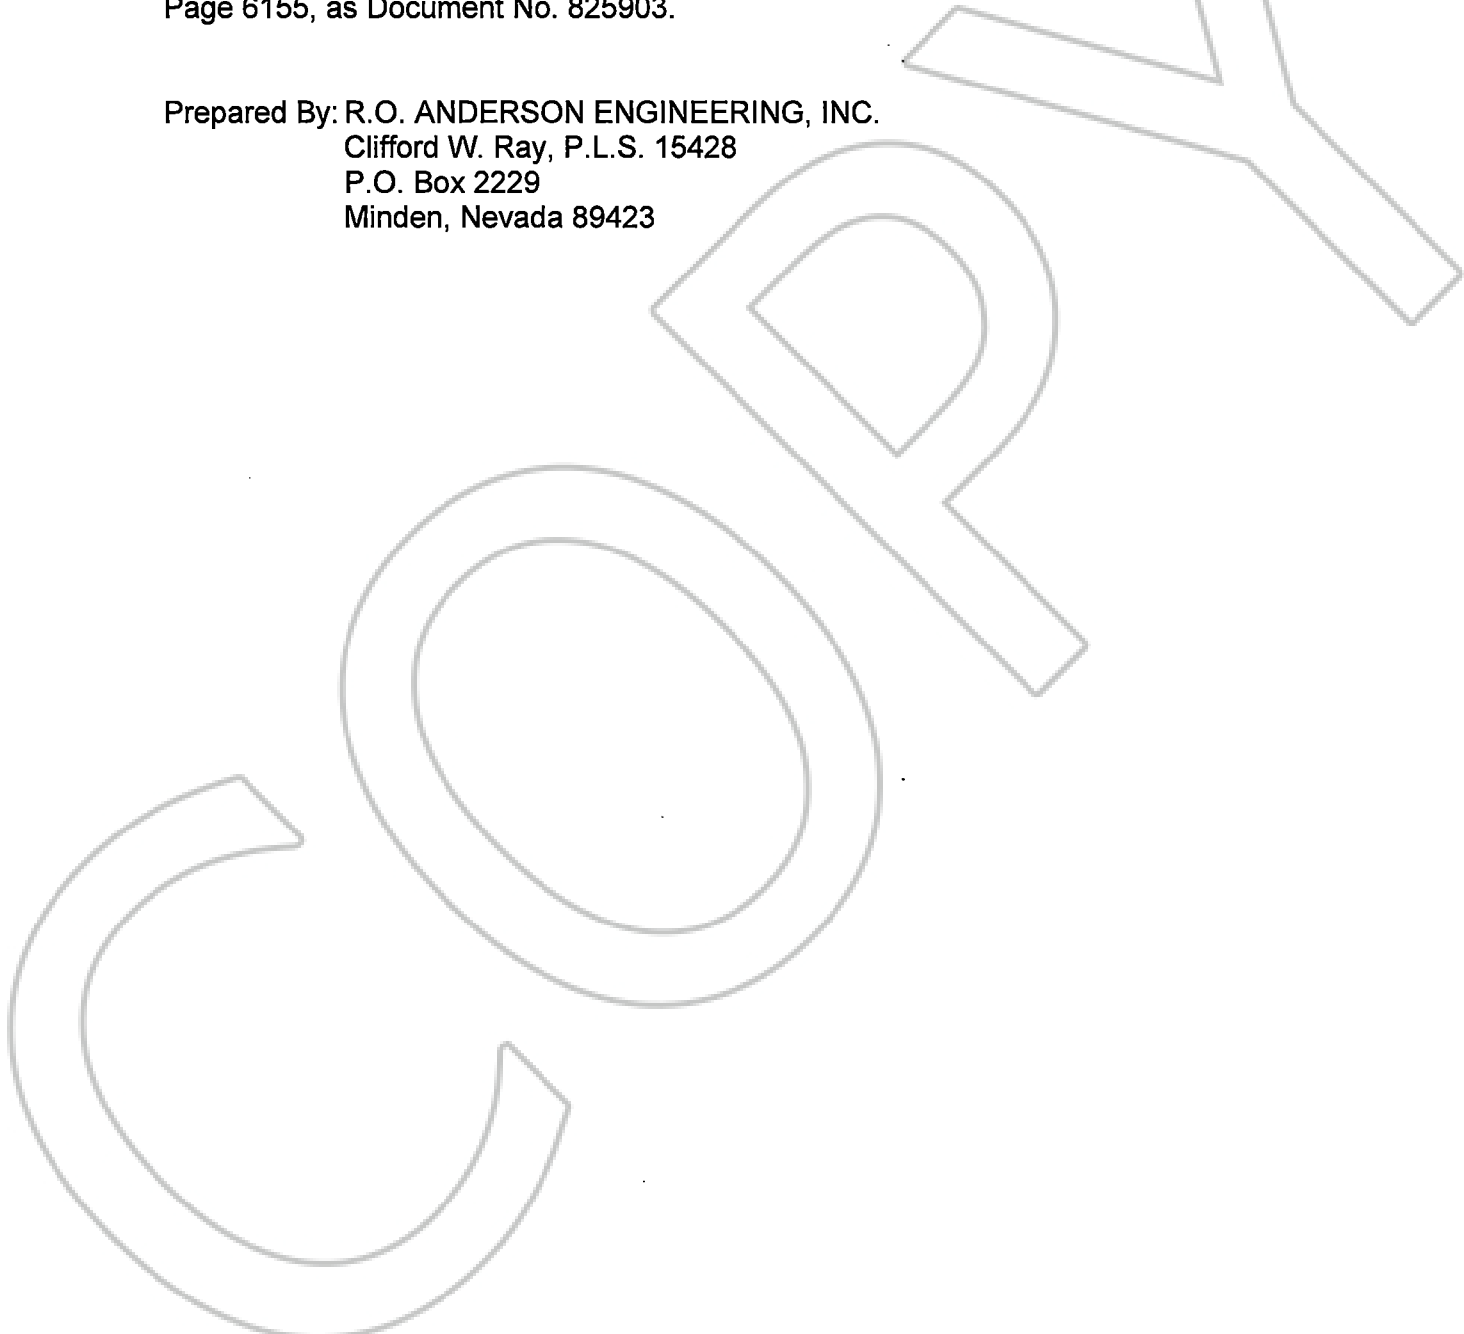 Page 6155, as Document No. 825903.
Prepared By: R.O. ANDERSON ENGINEERING, INC.
Clifford W. Ray, P.L.S. 15428
P.O. Box 2229
Minden, Nevada 89423
COPY